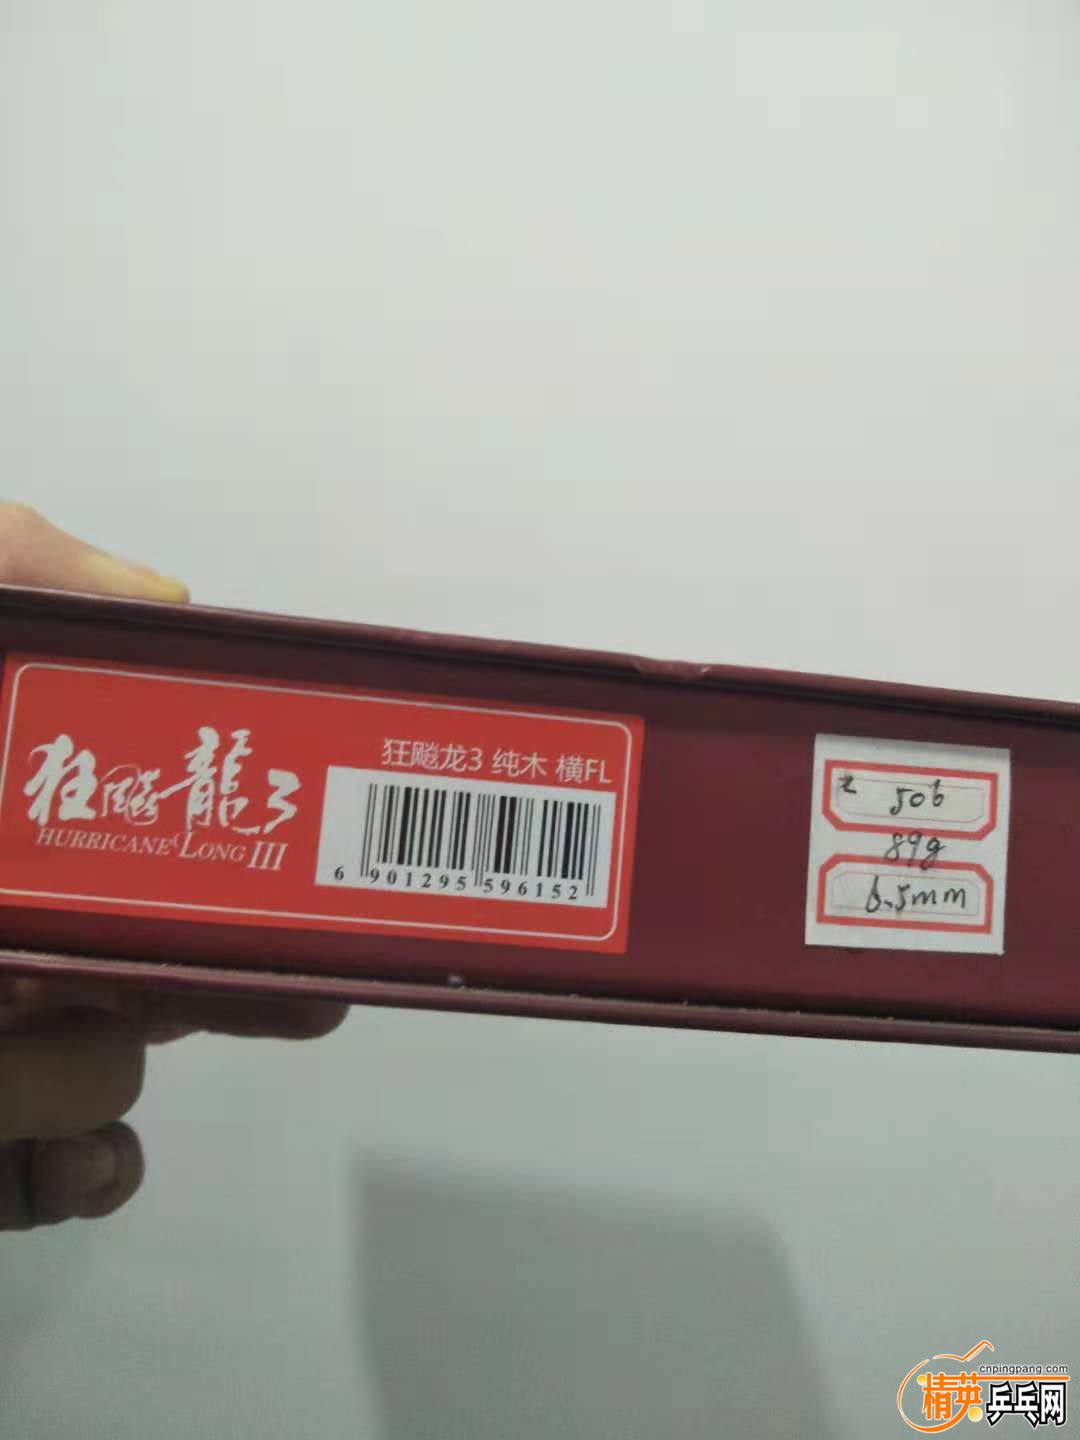 狂飚龍3
HURRICANE LONG III
狂飚龙3 纯木 横FL
6 901295 596152
506
89g
6.5mm
cnpingpang.com
精英乒乓网